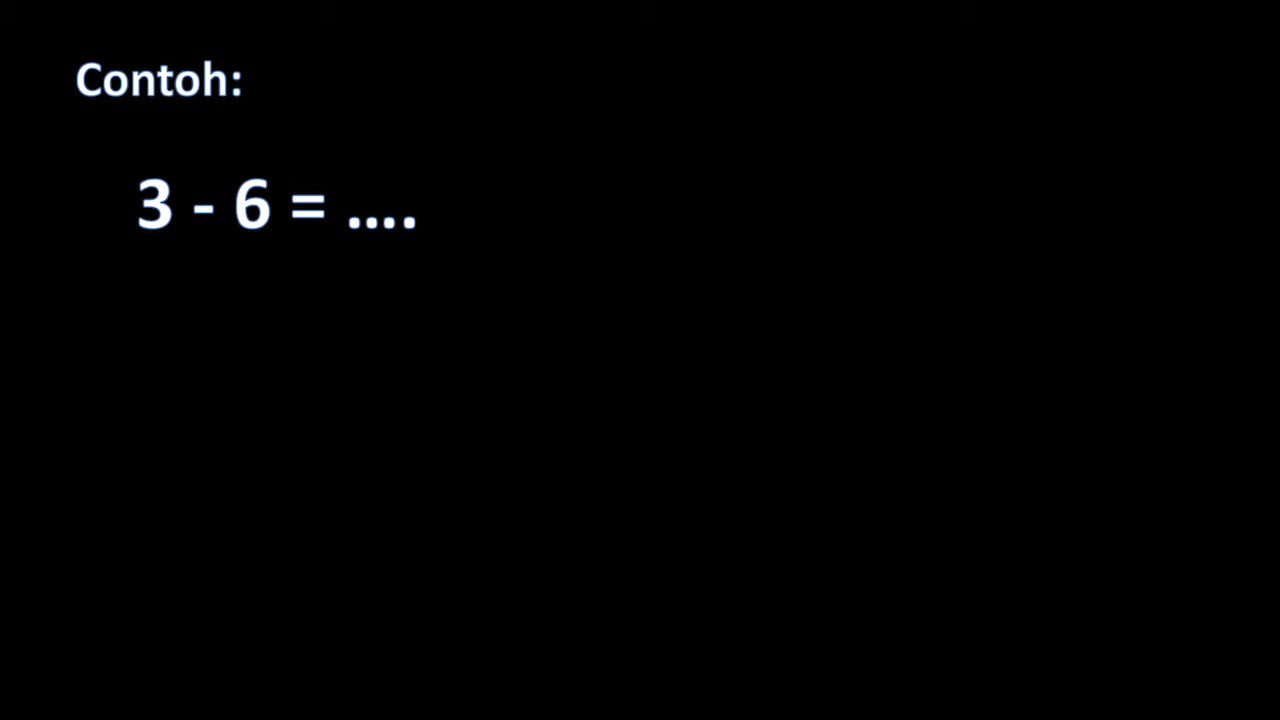 Contoh:
3 - 6 = ....